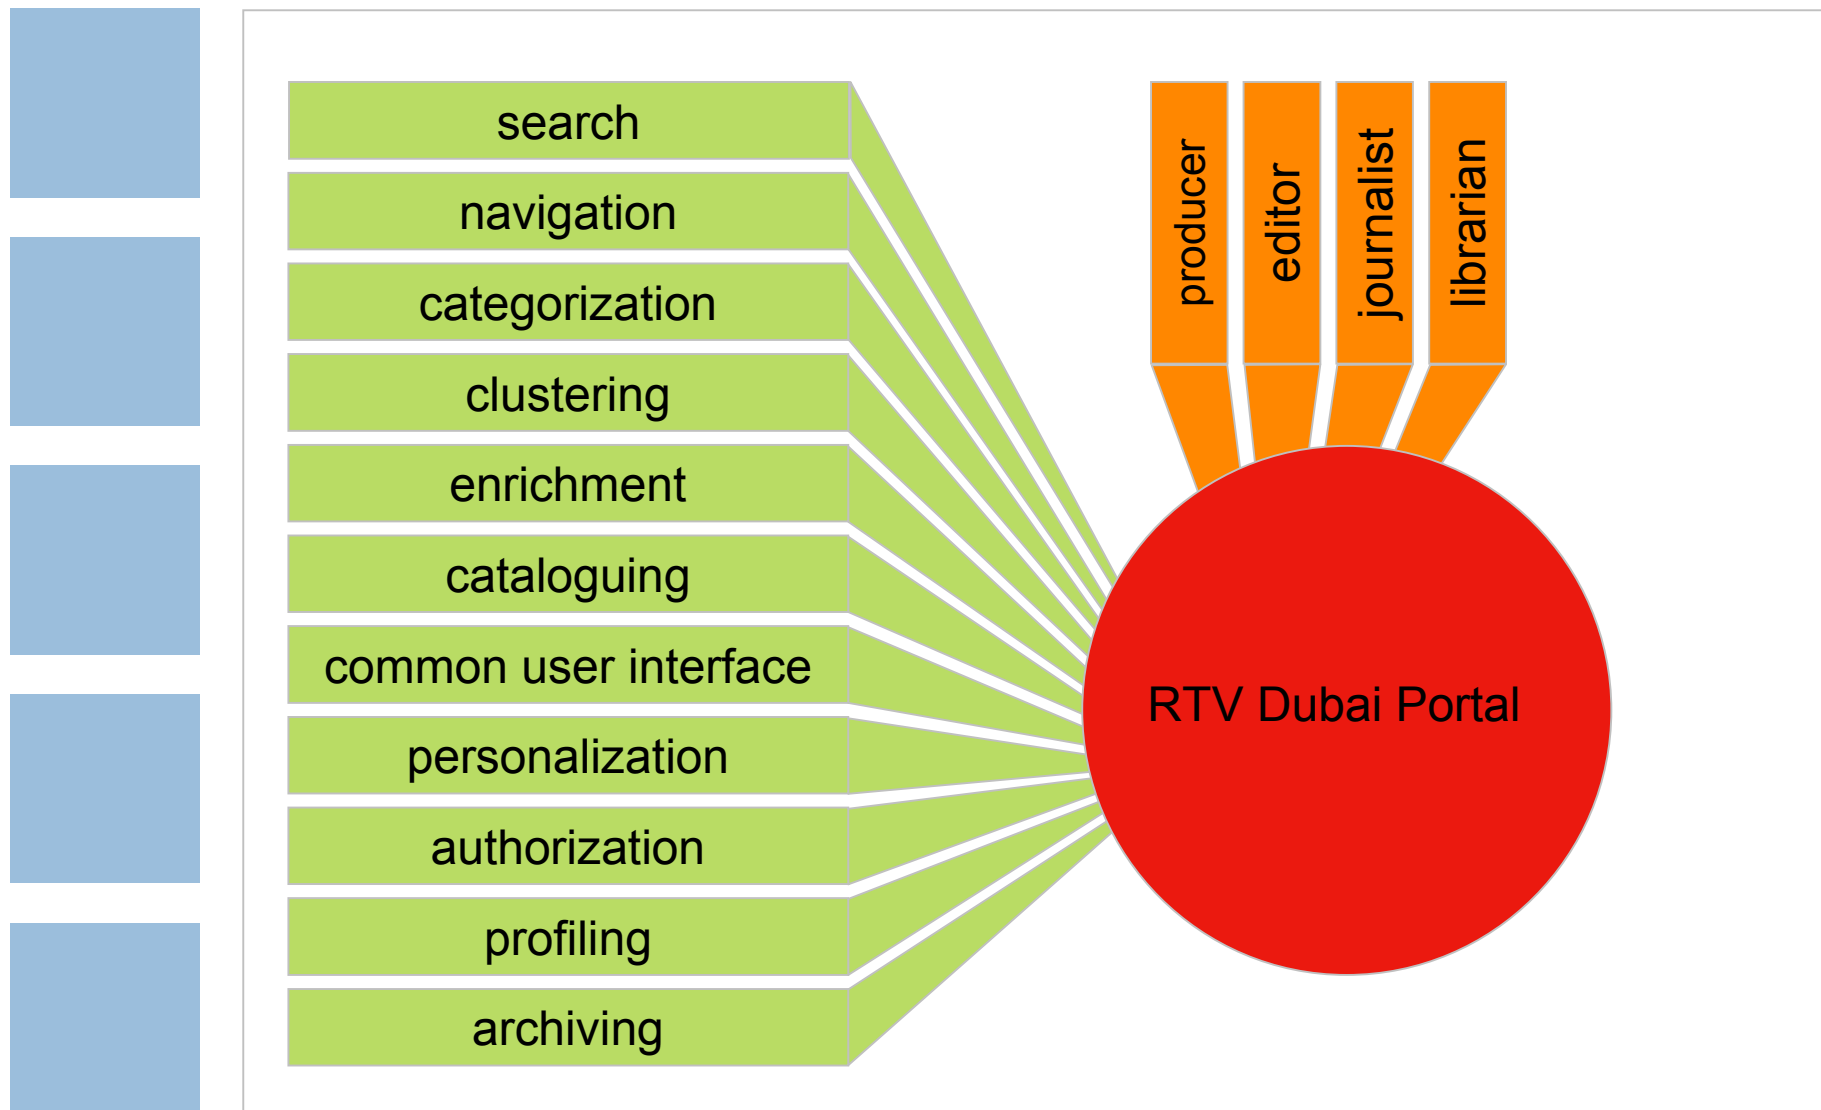 search
navigation
categorization
clustering
enrichment
cataloguing
common user interface
personalization
authorization
profiling
archiving
producer
editor
journalist
librarian
RTV Dubai Portal